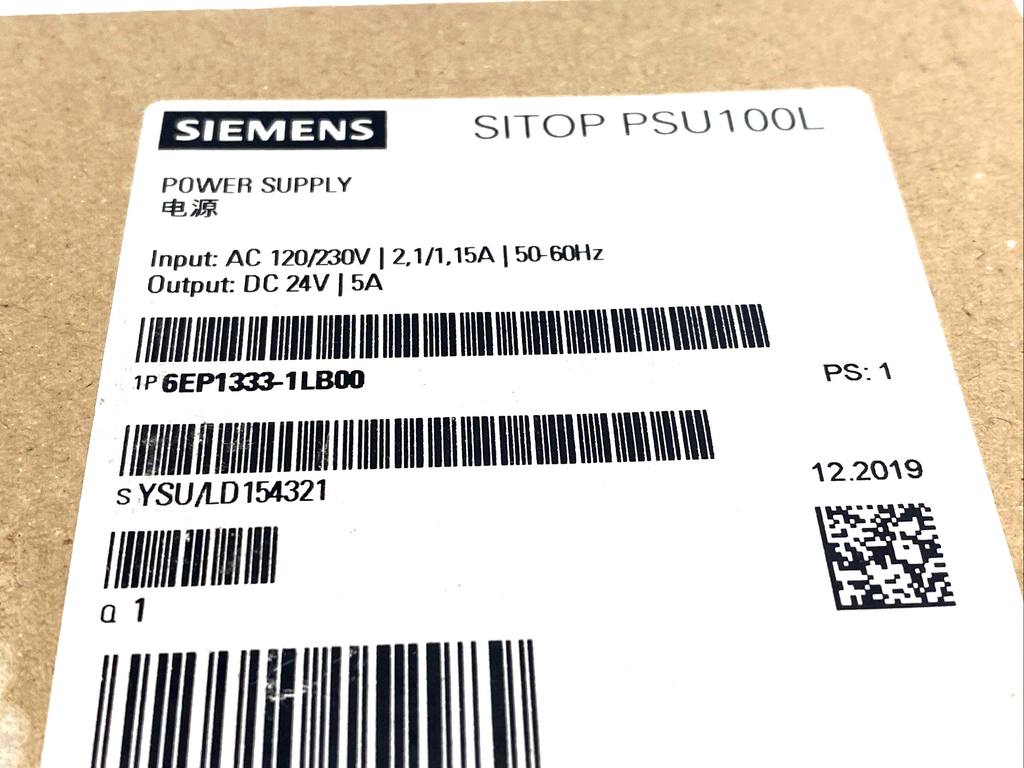 SIEMENS
SITOP PSU100L
POWER SUPPLY
电源
Input: AC 120/230V | 2,1/1,15A | 50-60Hz
Output: DC 24V | 5A
1P 6EP1333-1LB00
PS: 1
S YSU/LD154321
12.2019
Q 1